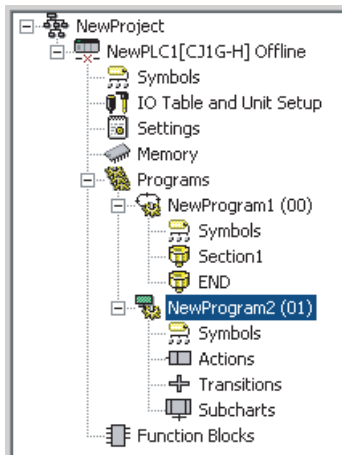 NewProject
NewPLC1[CJ1G-H] Offline
Symbols
IO Table and Unit Setup
Settings
Memory
Programs
NewProgram1 (00)
Symbols
Section1
END
NewProgram2 (01)
Symbols
Actions
Transitions
Subcharts
Function Blocks